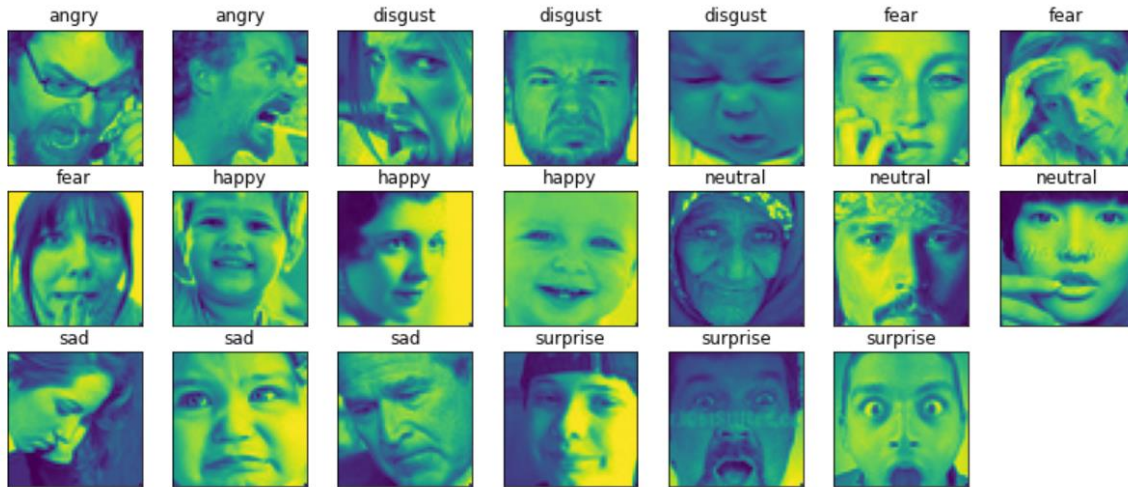 angry angry disgust disgust disgust fear fear
fear happy happy happy neutral neutral neutral
sad sad sad surprise surprise surprise